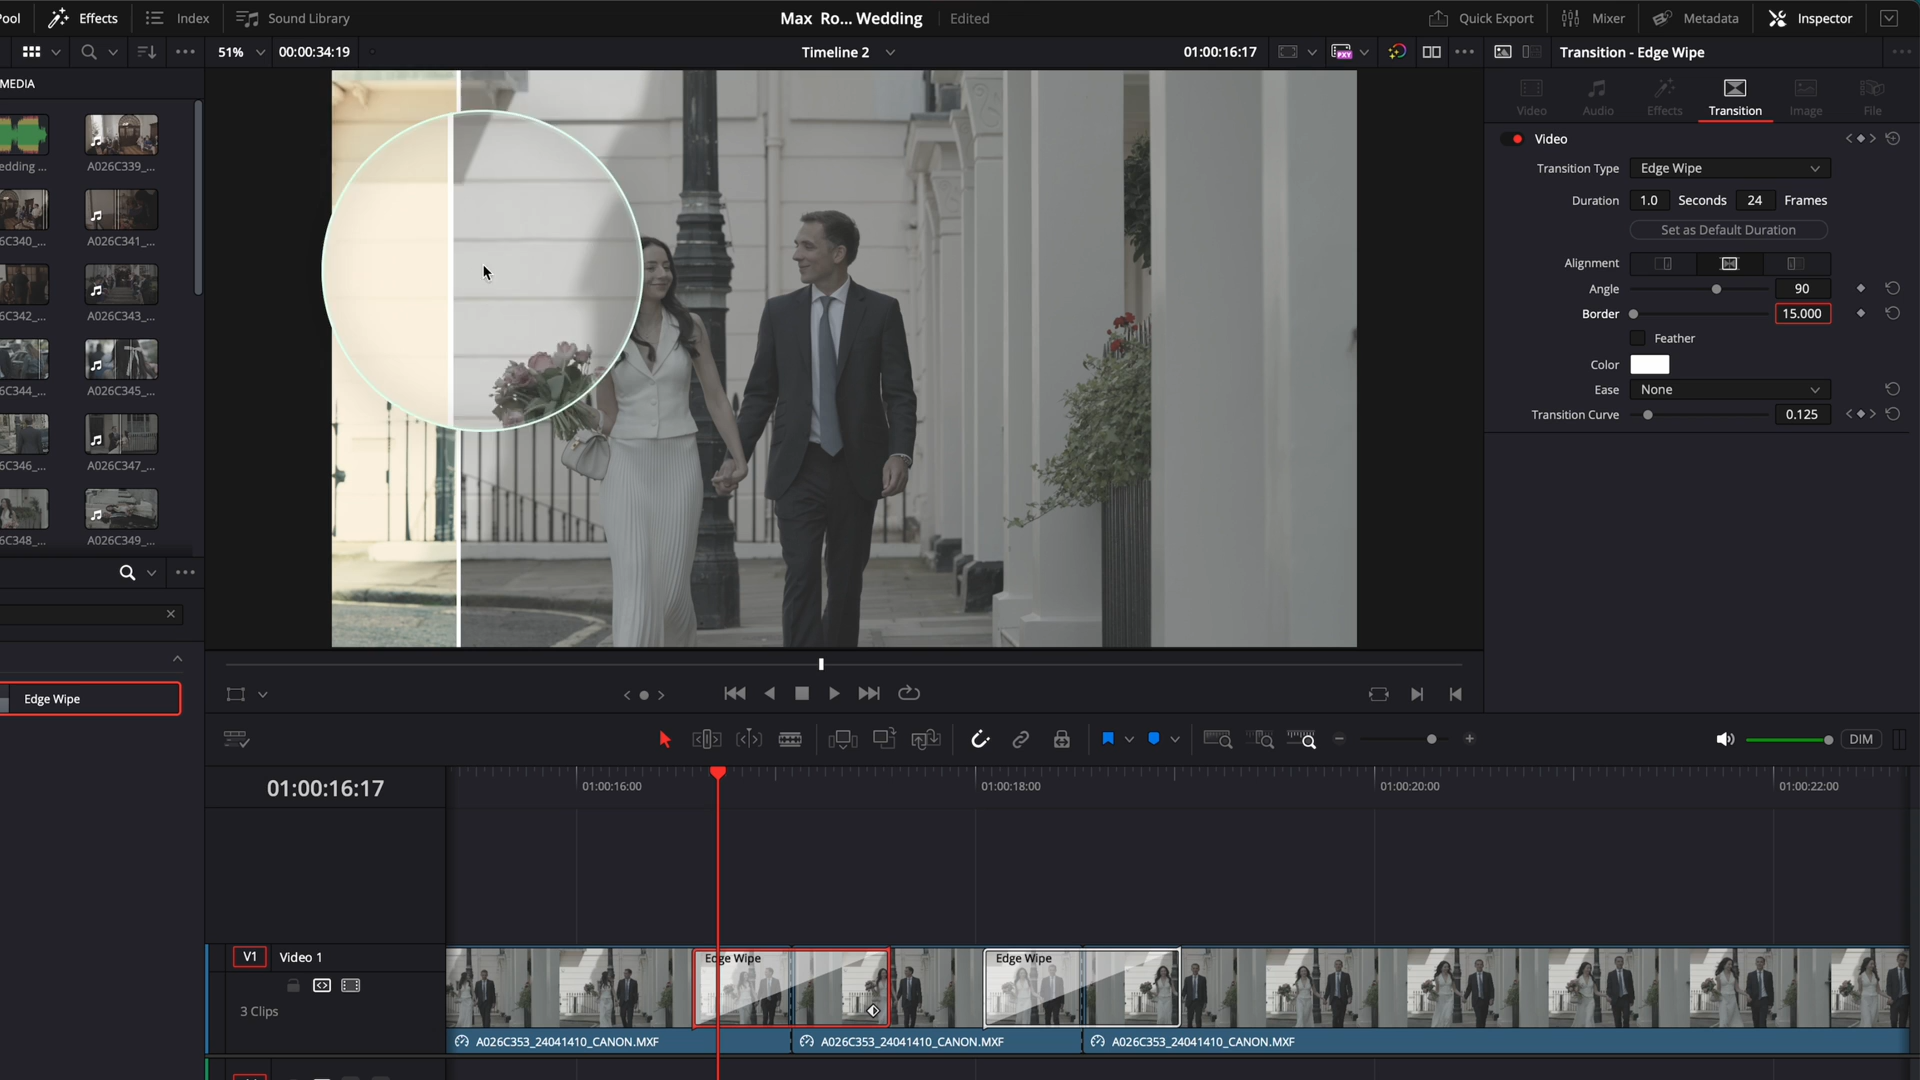 Pool
Effects
Index
Sound Library
Max Ro... Wedding
Edited
Quick Export
Mixer
Metadata
Inspector
51%
00:00:34:19
Timeline 2
01:00:16:17
PXY
Transition - Edge Wipe
MEDIA
Video
Audio
Effects
Transition
Image
File
Video
Transition Type
Edge Wipe
Duration
1.0
Seconds
24
Frames
Set as Default Duration
Alignment
Angle
90
Border
15.000
Feather
Color
Ease
None
Transition Curve
0.125
edding ...
A026C339_...
6C340_...
A026C341_...
6C342_...
A026C343_...
6C344_...
A026C345_...
6C346_...
A026C347_...
6C348_...
A026C349_...
Edge Wipe
DIM
01:00:16:17
01:00:16:00
01:00:18:00
01:00:20:00
01:00:22:00
V1
Video 1
3 Clips
Edge Wipe
Edge Wipe
A026C353_24041410_CANON.MXF
A026C353_24041410_CANON.MXF
A026C353_24041410_CANON.MXF